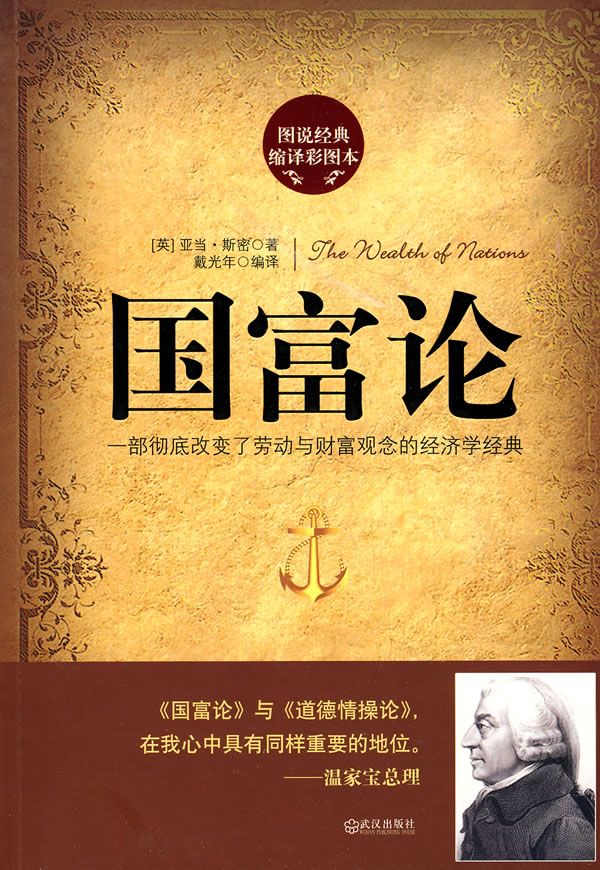 图说经典
缩译彩图本
[英] 亚当·斯密○著
戴光年○编译
The Wealth of Nations
国富论
一部彻底改变了劳动与财富观念的经济学经典
《国富论》与《道德情操论》,
在我心中具有同样重要的地位。
——温家宝总理
武汉出版社
WUHAN PUBLISHING HOUSE